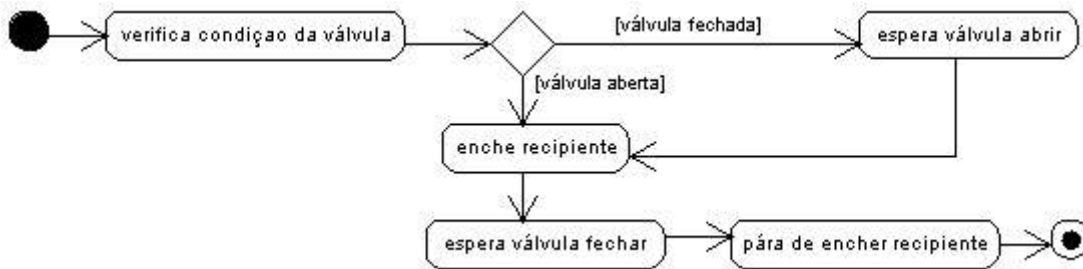 verifica condiçao da válvula
[válvula fechada]
espera válvula abrir
[válvula aberta]
enche recipiente
espera válvula fechar
pára de encher recipiente